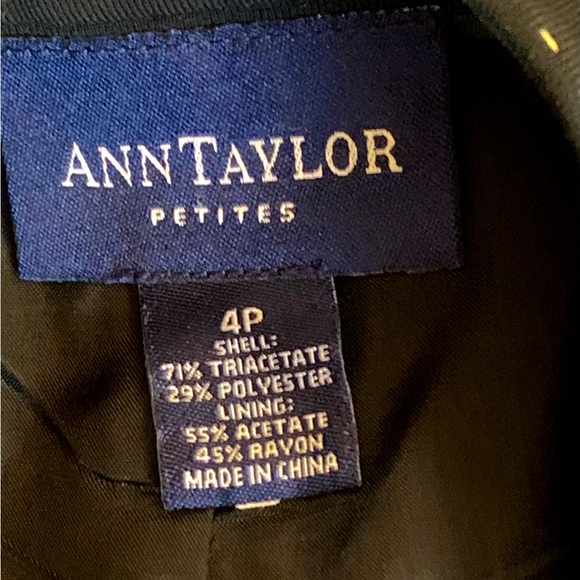 ANNTAYLOR
PETITES
4P
SHELL:
71% TRIACETATE
29% POLYESTER
LINING:
55% ACETATE
45% RAYON
MADE IN CHINA